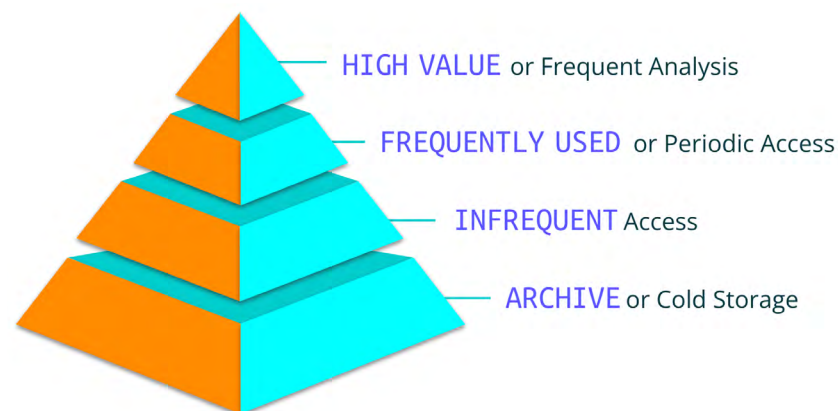 HIGH VALUE or Frequent Analysis
FREQUENTLY USED or Periodic Access
INFREQUENT Access
ARCHIVE or Cold Storage